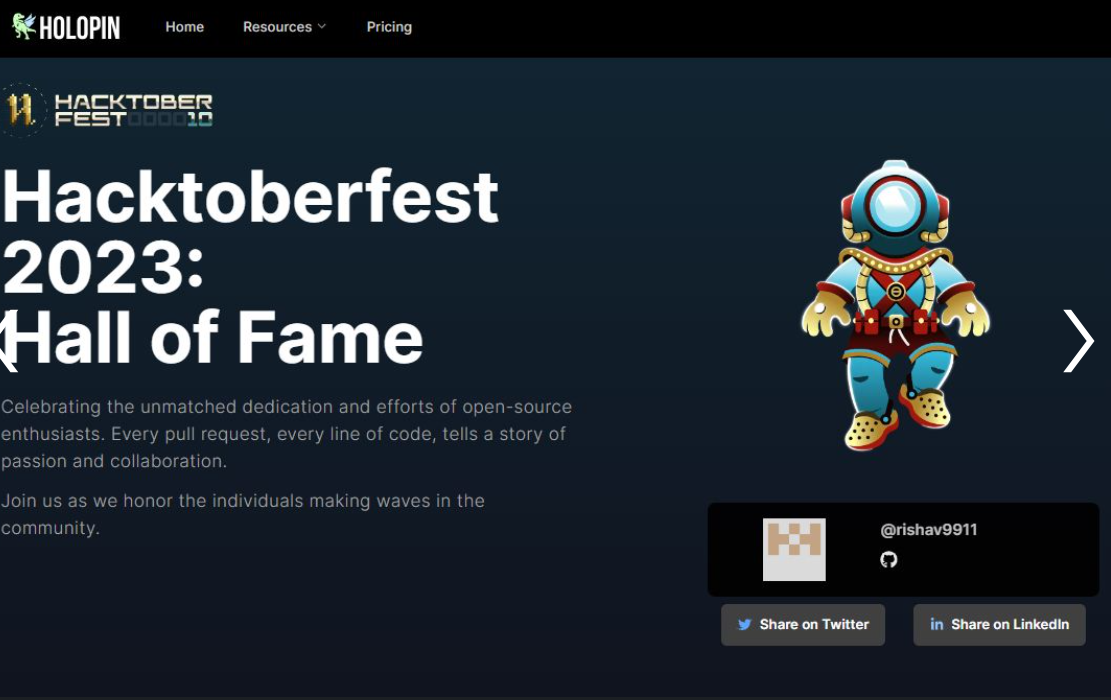 HOLOPIN
Home
Resources
Pricing
HACKTOBER
FEST000010
Hacktoberfest
2023:
Hall of Fame
Celebrating the unmatched dedication and efforts of open-source
enthusiasts. Every pull request, every line of code, tells a story of
passion and collaboration.
Join us as we honor the individuals making waves in the
community.
@rishav9911
Share on Twitter
in Share on LinkedIn